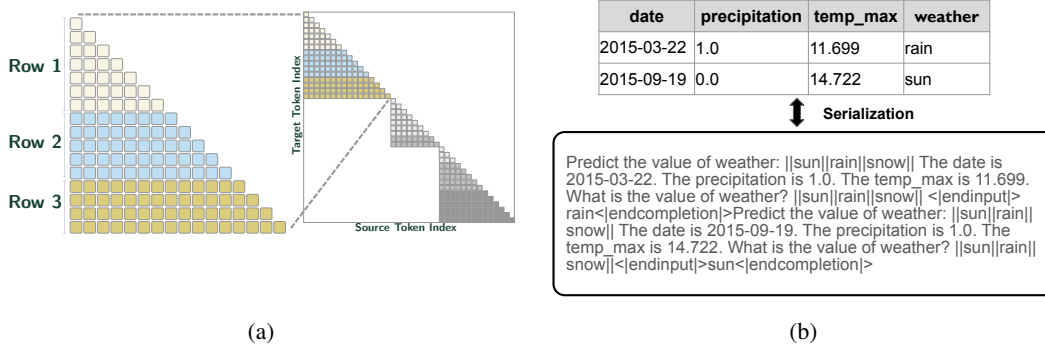 Row 1
Row 2
Row 3
Target Token Index
Source Token Index
(a)
date precipitation temp_max weather
2015-03-22 1.0 11.699 rain
2015-09-19 0.0 14.722 sun
Serialization
Predict the value of weather: ||sun||rain||snow|| The date is
2015-03-22. The precipitation is 1.0. The temp_max is 11.699.
What is the value of weather? ||sun||rain||snow|| <|endinput|>
rain<|endcompletion|>Predict the value of weather: ||sun||rain||
snow|| The date is 2015-09-19. The precipitation is 1.0. The
temp_max is 14.722. What is the value of weather? ||sun||rain||
snow||<|endinput|>sun<|endcompletion|>
(b)